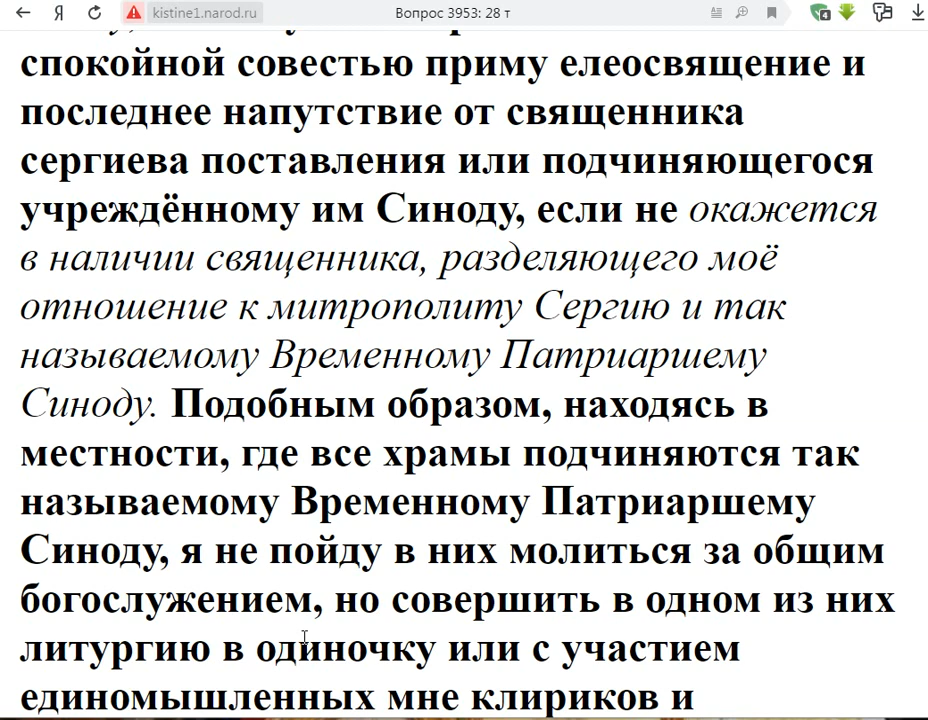 kistine1.narod.ru
Вопрос 3953: 28 т
4
спокойной совестью приму елеосвящение и
последнее напутствие от священника
сергиева поставления или подчиняющегося
учреждённому им Синоду, если не окажется
в наличии священника, разделяющего моё
отношение к митрополиту Сергию и так
называемому Временному Патриаршему
Синоду. Подобным образом, находясь в
местности, где все храмы подчиняются так
называемому Временному Патриаршему
Синоду, я не пойду в них молиться за общим
богослужением, но совершить в одном из них
литургию в одиночку или с участием
единомышленных мне клириков и